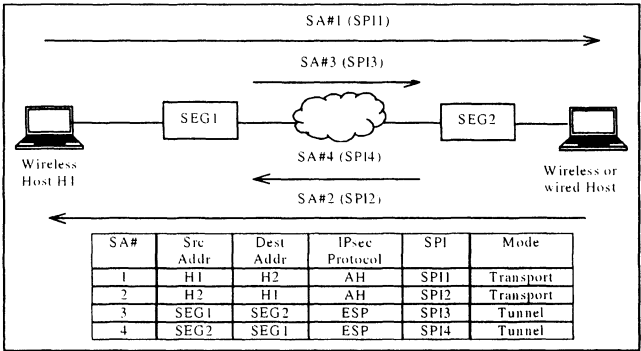 SA#1 (SPI1)
SA#3 (SPI3)
SEG1
SEG2
SA#4 (SPI4)
Wireless
Host H1
Wireless or
wired Host
SA#2 (SPI2)
SA# Src Addr Dest Addr IPsec Protocol SPI Mode
1 H1 H2 AH SPI1 Transport
2 H2 H1 AH SPI2 Transport
3 SEG1 SEG2 ESP SPI3 Tunnel
4 SEG2 SEG1 ESP SPI4 Tunnel